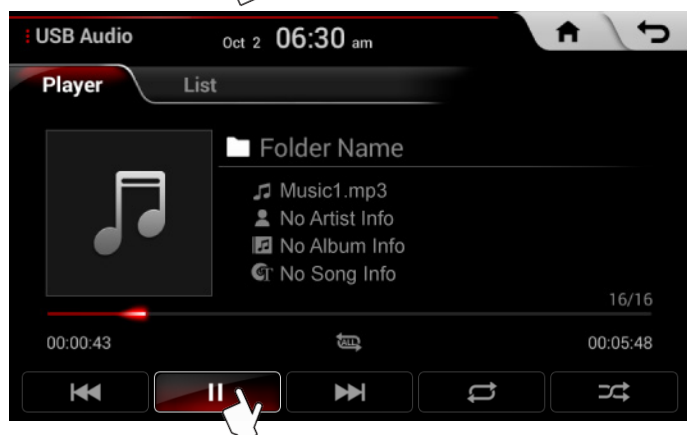 USB Audio
Oct 2 06:30 am
Player
List
Folder Name
Music1.mp3
No Artist Info
No Album Info
No Song Info
16/16
00:00:43
ALL
00:05:48